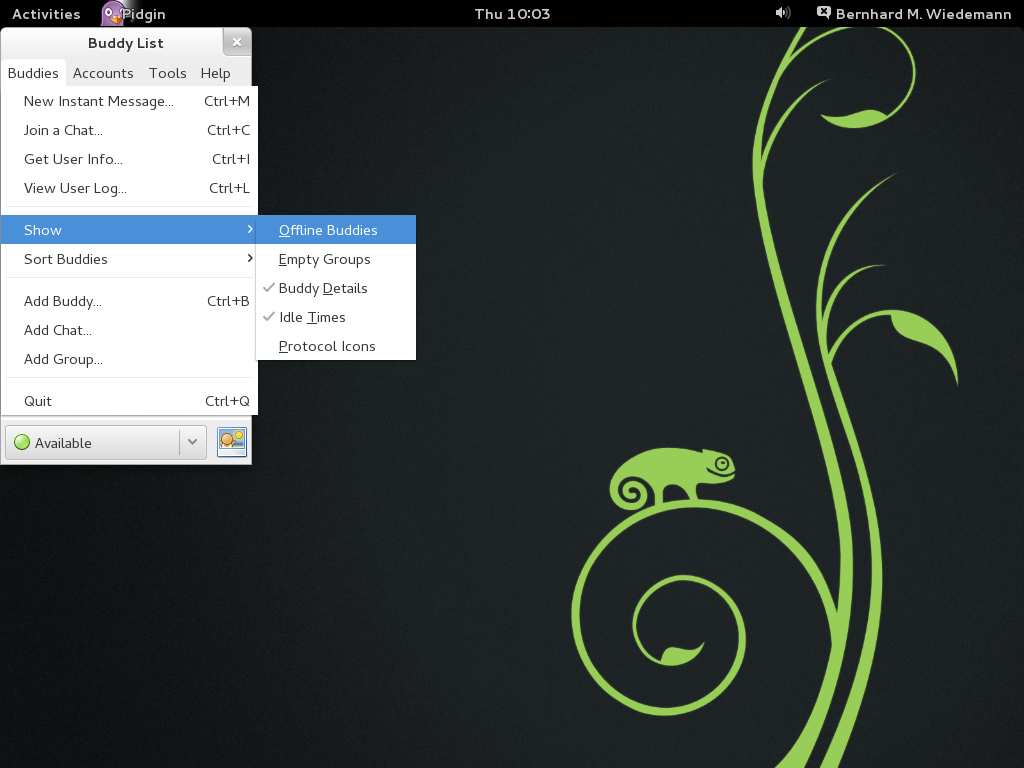 Activities Pidgin Thu 10:03 Bernhard M. Wiedemann
Buddy List
Buddies Accounts Tools Help
New Instant Message... Ctrl+M
Join a Chat... Ctrl+C
Get User Info... Ctrl+I
View User Log... Ctrl+L
Show
Sort Buddies
Add Buddy... Ctrl+B
Add Chat...
Add Group...
Quit Ctrl+Q
Offline Buddies
Empty Groups
Buddy Details
Idle Times
Protocol Icons
Available